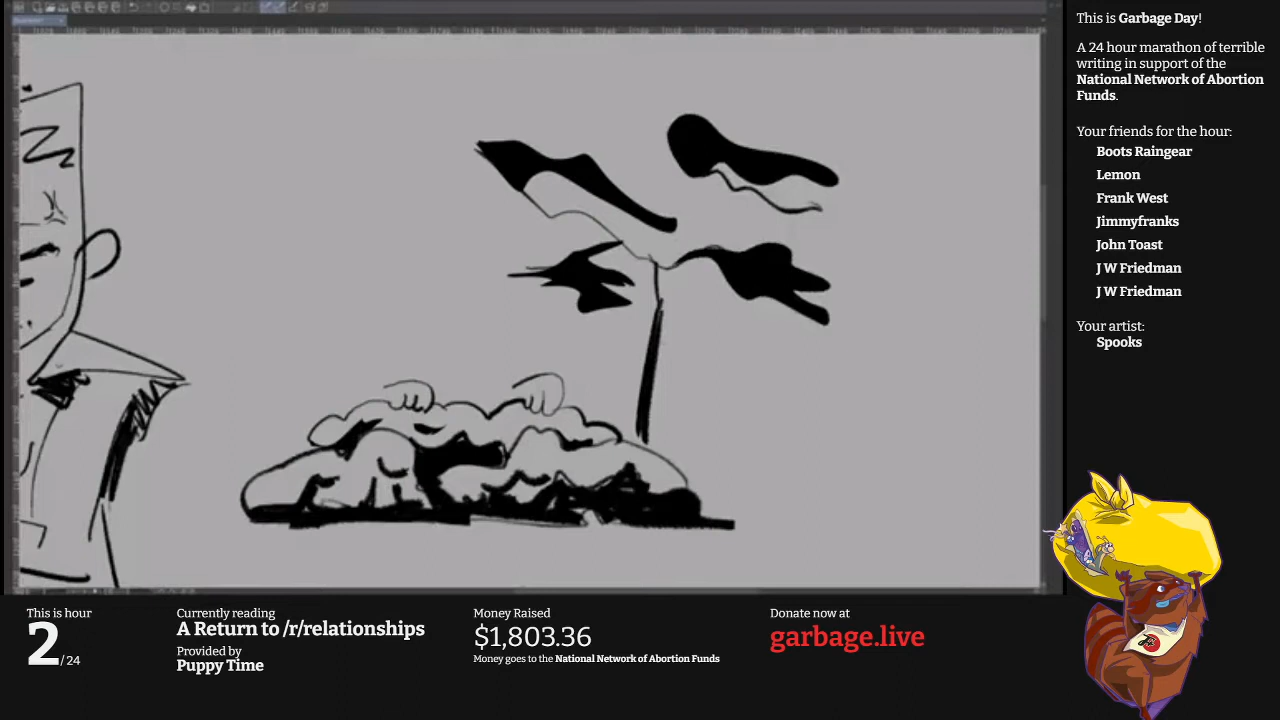 This is Garbage Day!
A 24 hour marathon of terrible
writing in support of the
National Network of Abortion
Funds.
Your friends for the hour:
Boots Raingear
Lemon
Frank West
Jimmyfranks
John Toast
J W Friedman
J W Friedman
Your artist:
Spooks
This is hour
2/24
Currently reading
A Return to /r/relationships
Provided by
Puppy Time
Money Raised
$1,803.36
Money goes to the National Network of Abortion Funds
Donate now at
garbage.live